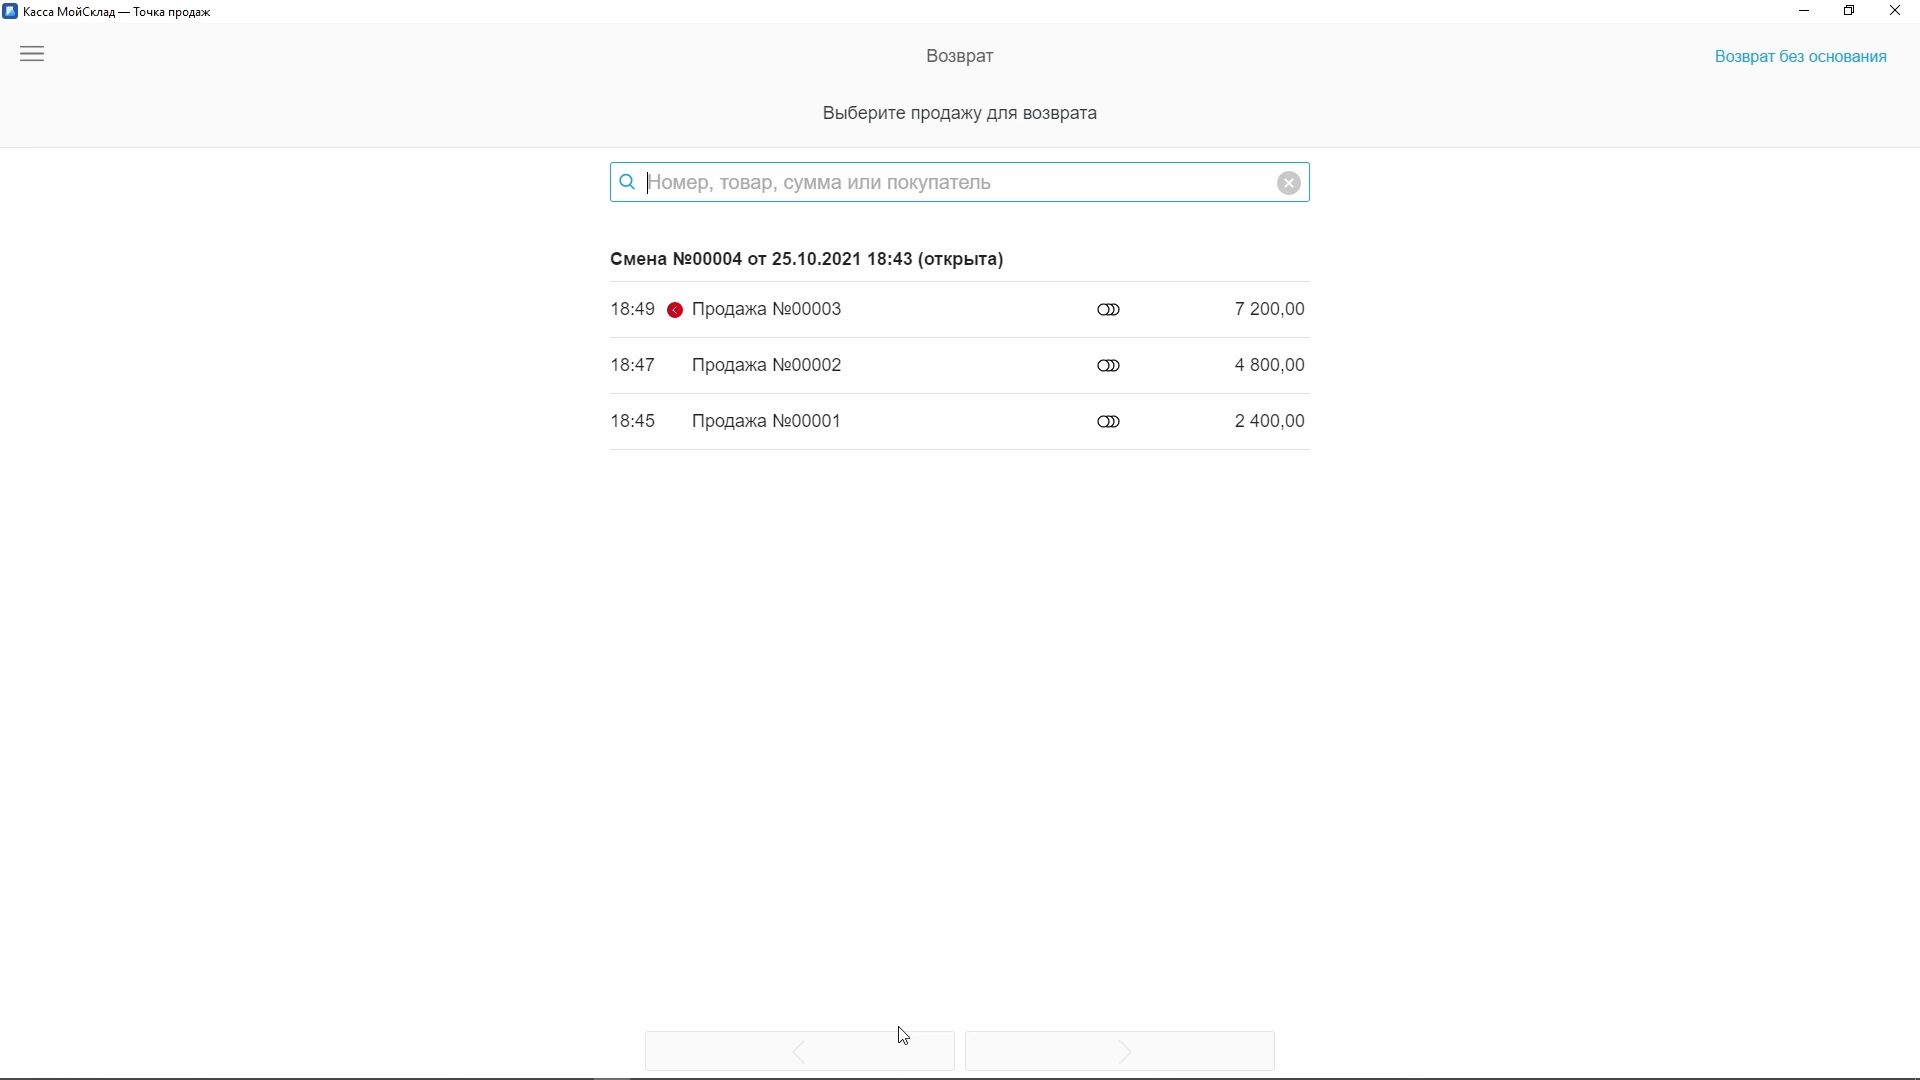 Касса МойСклад — Точка продаж
Возврат
Возврат без основания
Выберите продажу для возврата
Номер, товар, сумма или покупатель
Смена №00004 от 25.10.2021 18:43 (открыта)
18:49 Продажа №00003 7 200,00
18:47 Продажа №00002 4 800,00
18:45 Продажа №00001 2 400,00